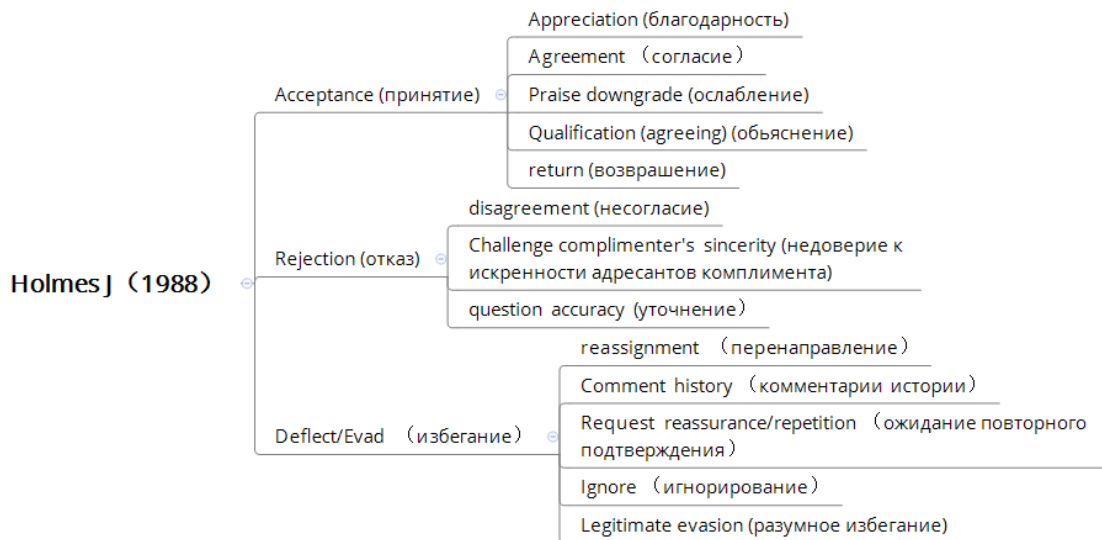 Holmes J（1988）
Acceptance (принятие)
Appreciation (благодарность)
Agreement （согласие）
Praise downgrade (ослабление)
Qualification (agreeing) (обьяснение)
return (возврашение)
Rejection (отказ)
disagreement (несогласие)
Challenge complimenter's sincerity (недоверие к
искренности адресантов комплимента)
question accuracy (уточнение）
Deflect/Evad （избегание）
reassignment （перенаправление）
Comment history （комментарии истории）
Request reassurance/repetition （ожидание повторного
подтверждения）
Ignore （игнорирование）
Legitimate evasion (разумное избегание)